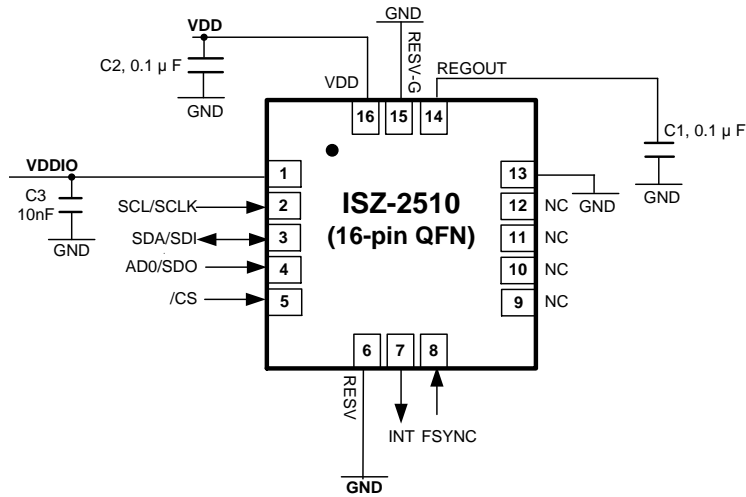 GND
VDD
RESV-G
C2, 0.1 µ F
VDD
REGOUT
GND
16
15
14
C1, 0.1 µ F
VDDIO
1
13
C3
10nF
SCL/SCLK
2
ISZ-2510
12
NC
GND
GND
GND
SDA/SDI
3
(16-pin QFN)
11
NC
AD0/SDO
4
10
NC
/CS
5
9
NC
6
7
8
RESV
INT
FSYNC
GND